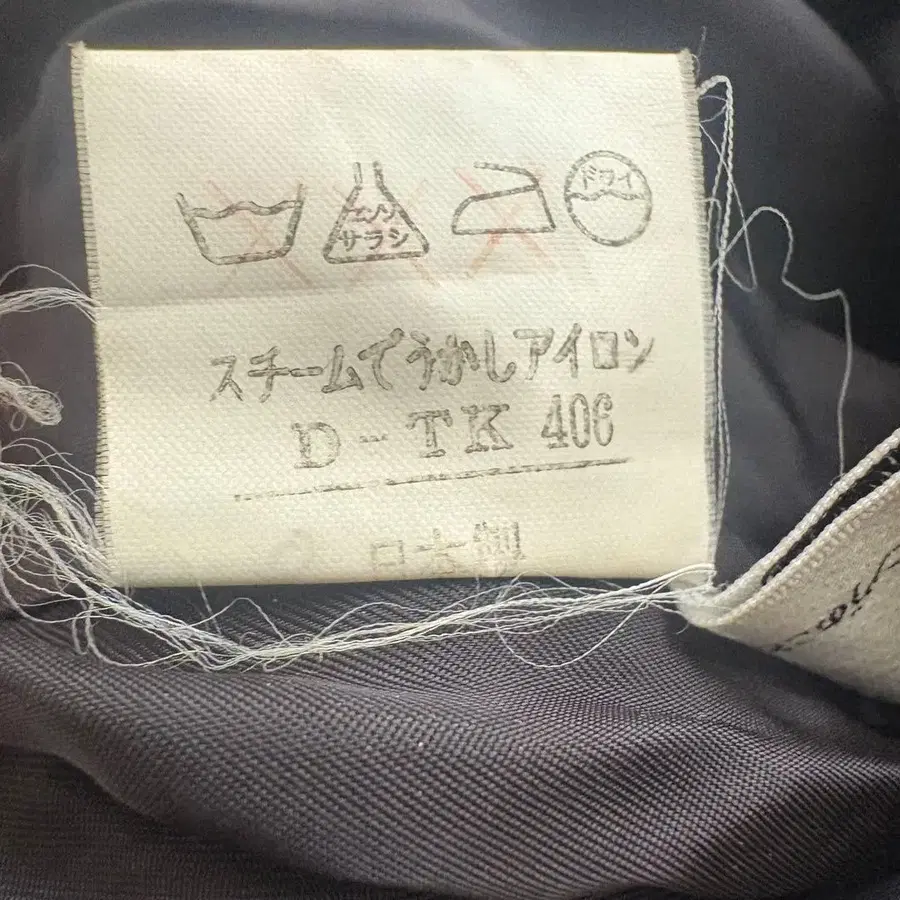 エンソ
サラシ
ドライ
スチームでうかしアイロン
D-TK 406
日本製